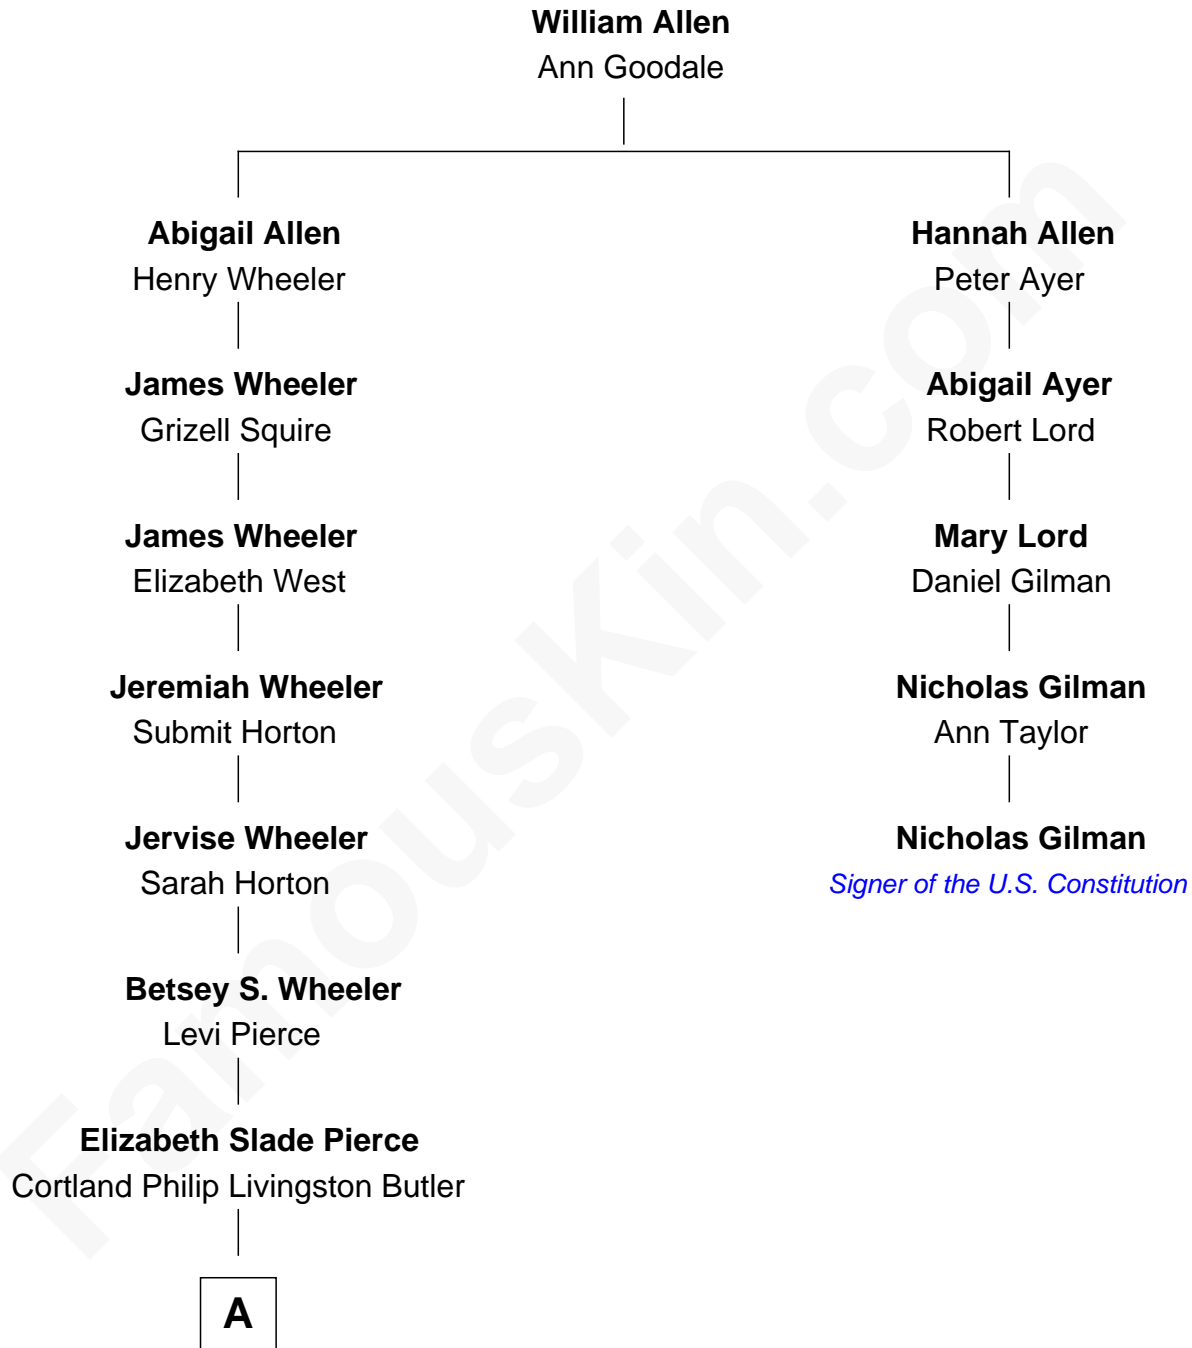 William Allen
Ann Goodale
Abigail Allen
Henry Wheeler
Hannah Allen
Peter Ayer
James Wheeler
Grizell Squire
Abigail Ayer
Robert Lord
James Wheeler
Elizabeth West
Mary Lord
Daniel Gilman
Jeremiah Wheeler
Submit Horton
Nicholas Gilman
Ann Taylor
Jervise Wheeler
Sarah Horton
Nicholas Gilman
Signer of the U.S. Constitution
Betsey S. Wheeler
Levi Pierce
Elizabeth Slade Pierce
Cortland Philip Livingston Butler
A
FamousKin.com